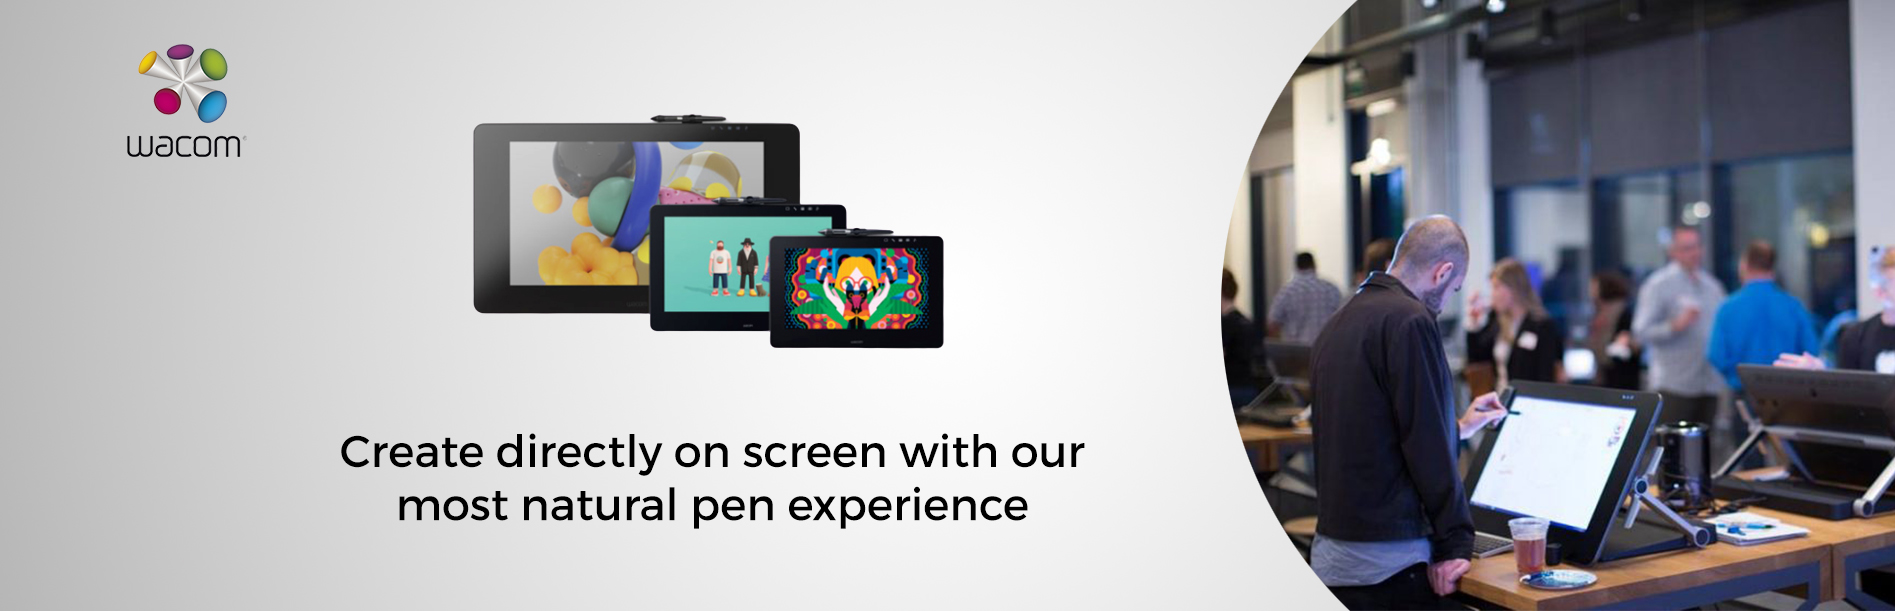 wacom
Create directly on screen with our
most natural pen experience